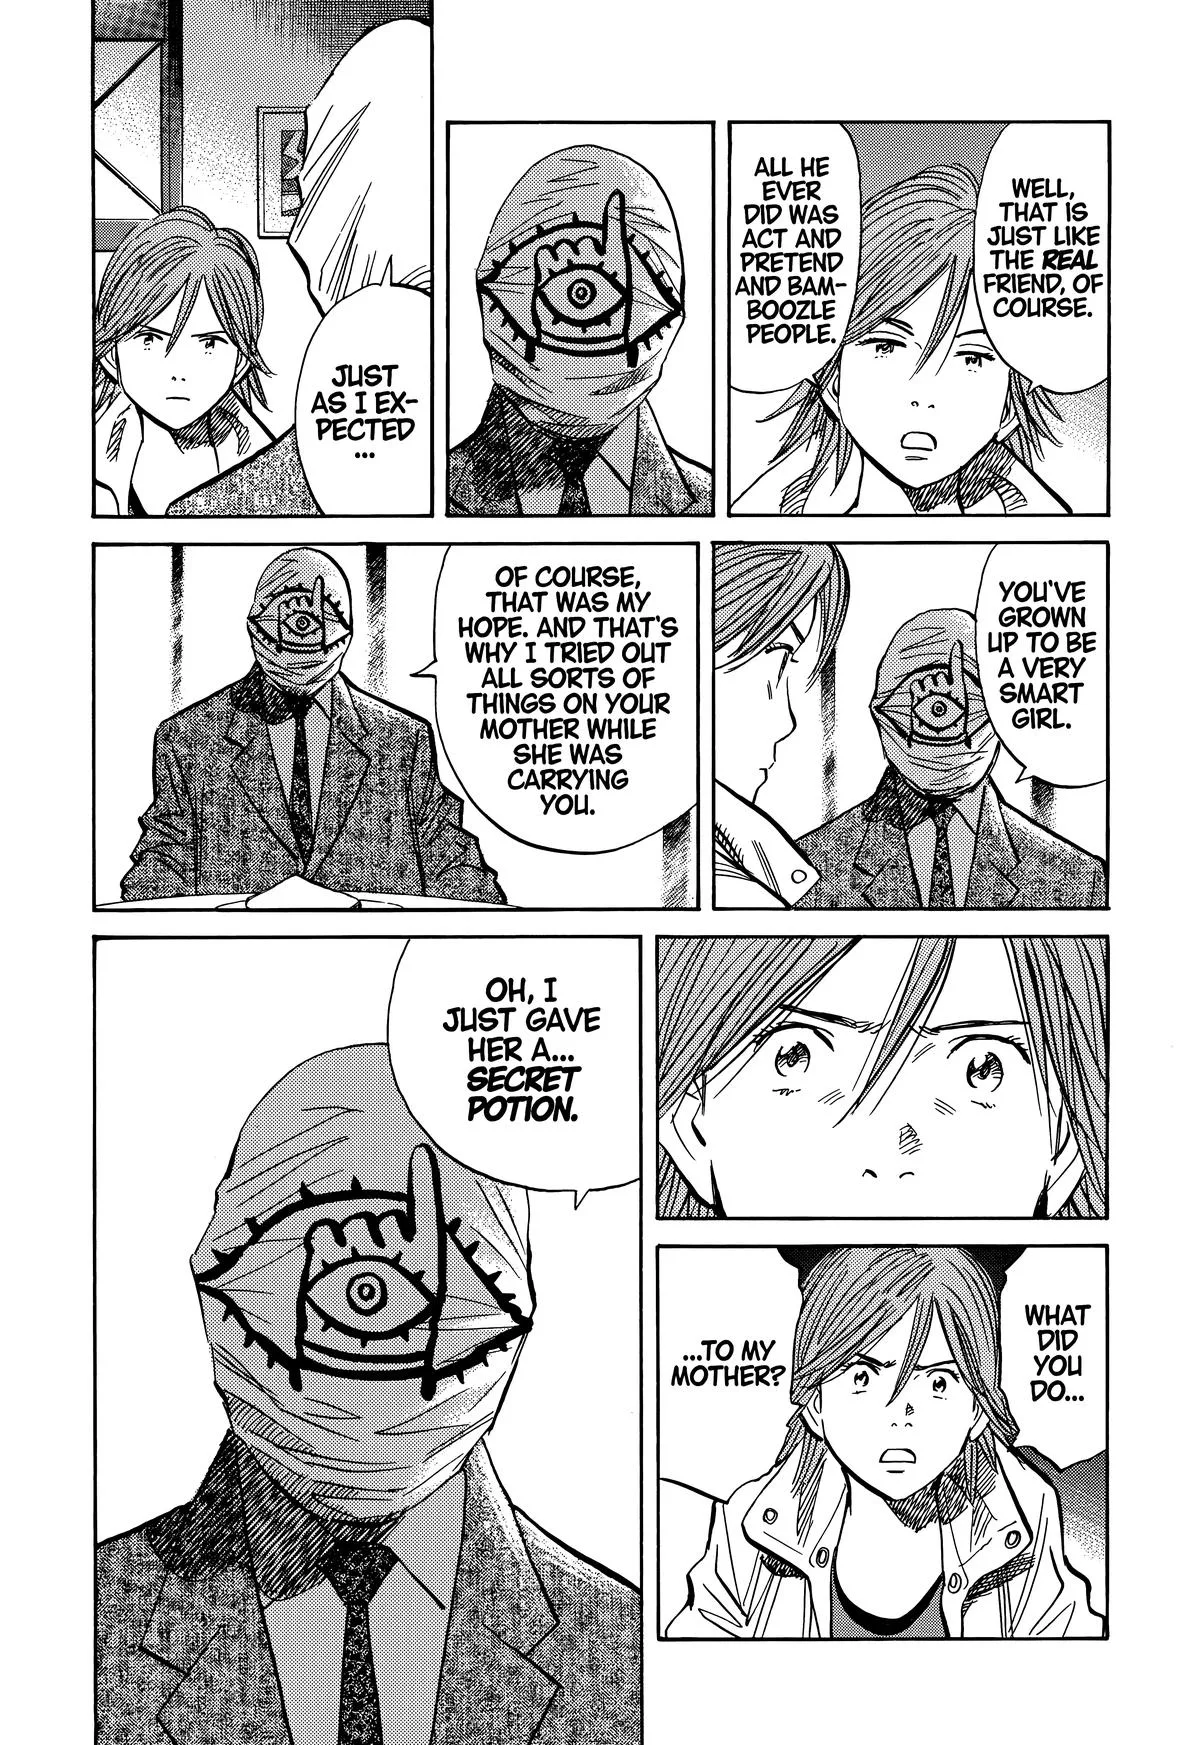 WELL,
THAT IS
JUST LIKE
THE REAL
FRIEND, OF
COURSE.
ALL HE
EVER
DID WAS
ACT AND
PRETEND
AND BAM-
BOOZLE
PEOPLE.
JUST
AS I EX-
PECTED
...
YOU'VE
GROWN
UP TO BE
A VERY
SMART
GIRL.
OF COURSE,
THAT WAS MY
HOPE. AND THAT'S
WHY I TRIED OUT
ALL SORTS OF
THINGS ON YOUR
MOTHER WHILE
SHE WAS
CARRYING
YOU.
WHAT
DID
YOU
DO...
...TO MY
MOTHER?
OH, I
JUST GAVE
HER A...
SECRET
POTION.